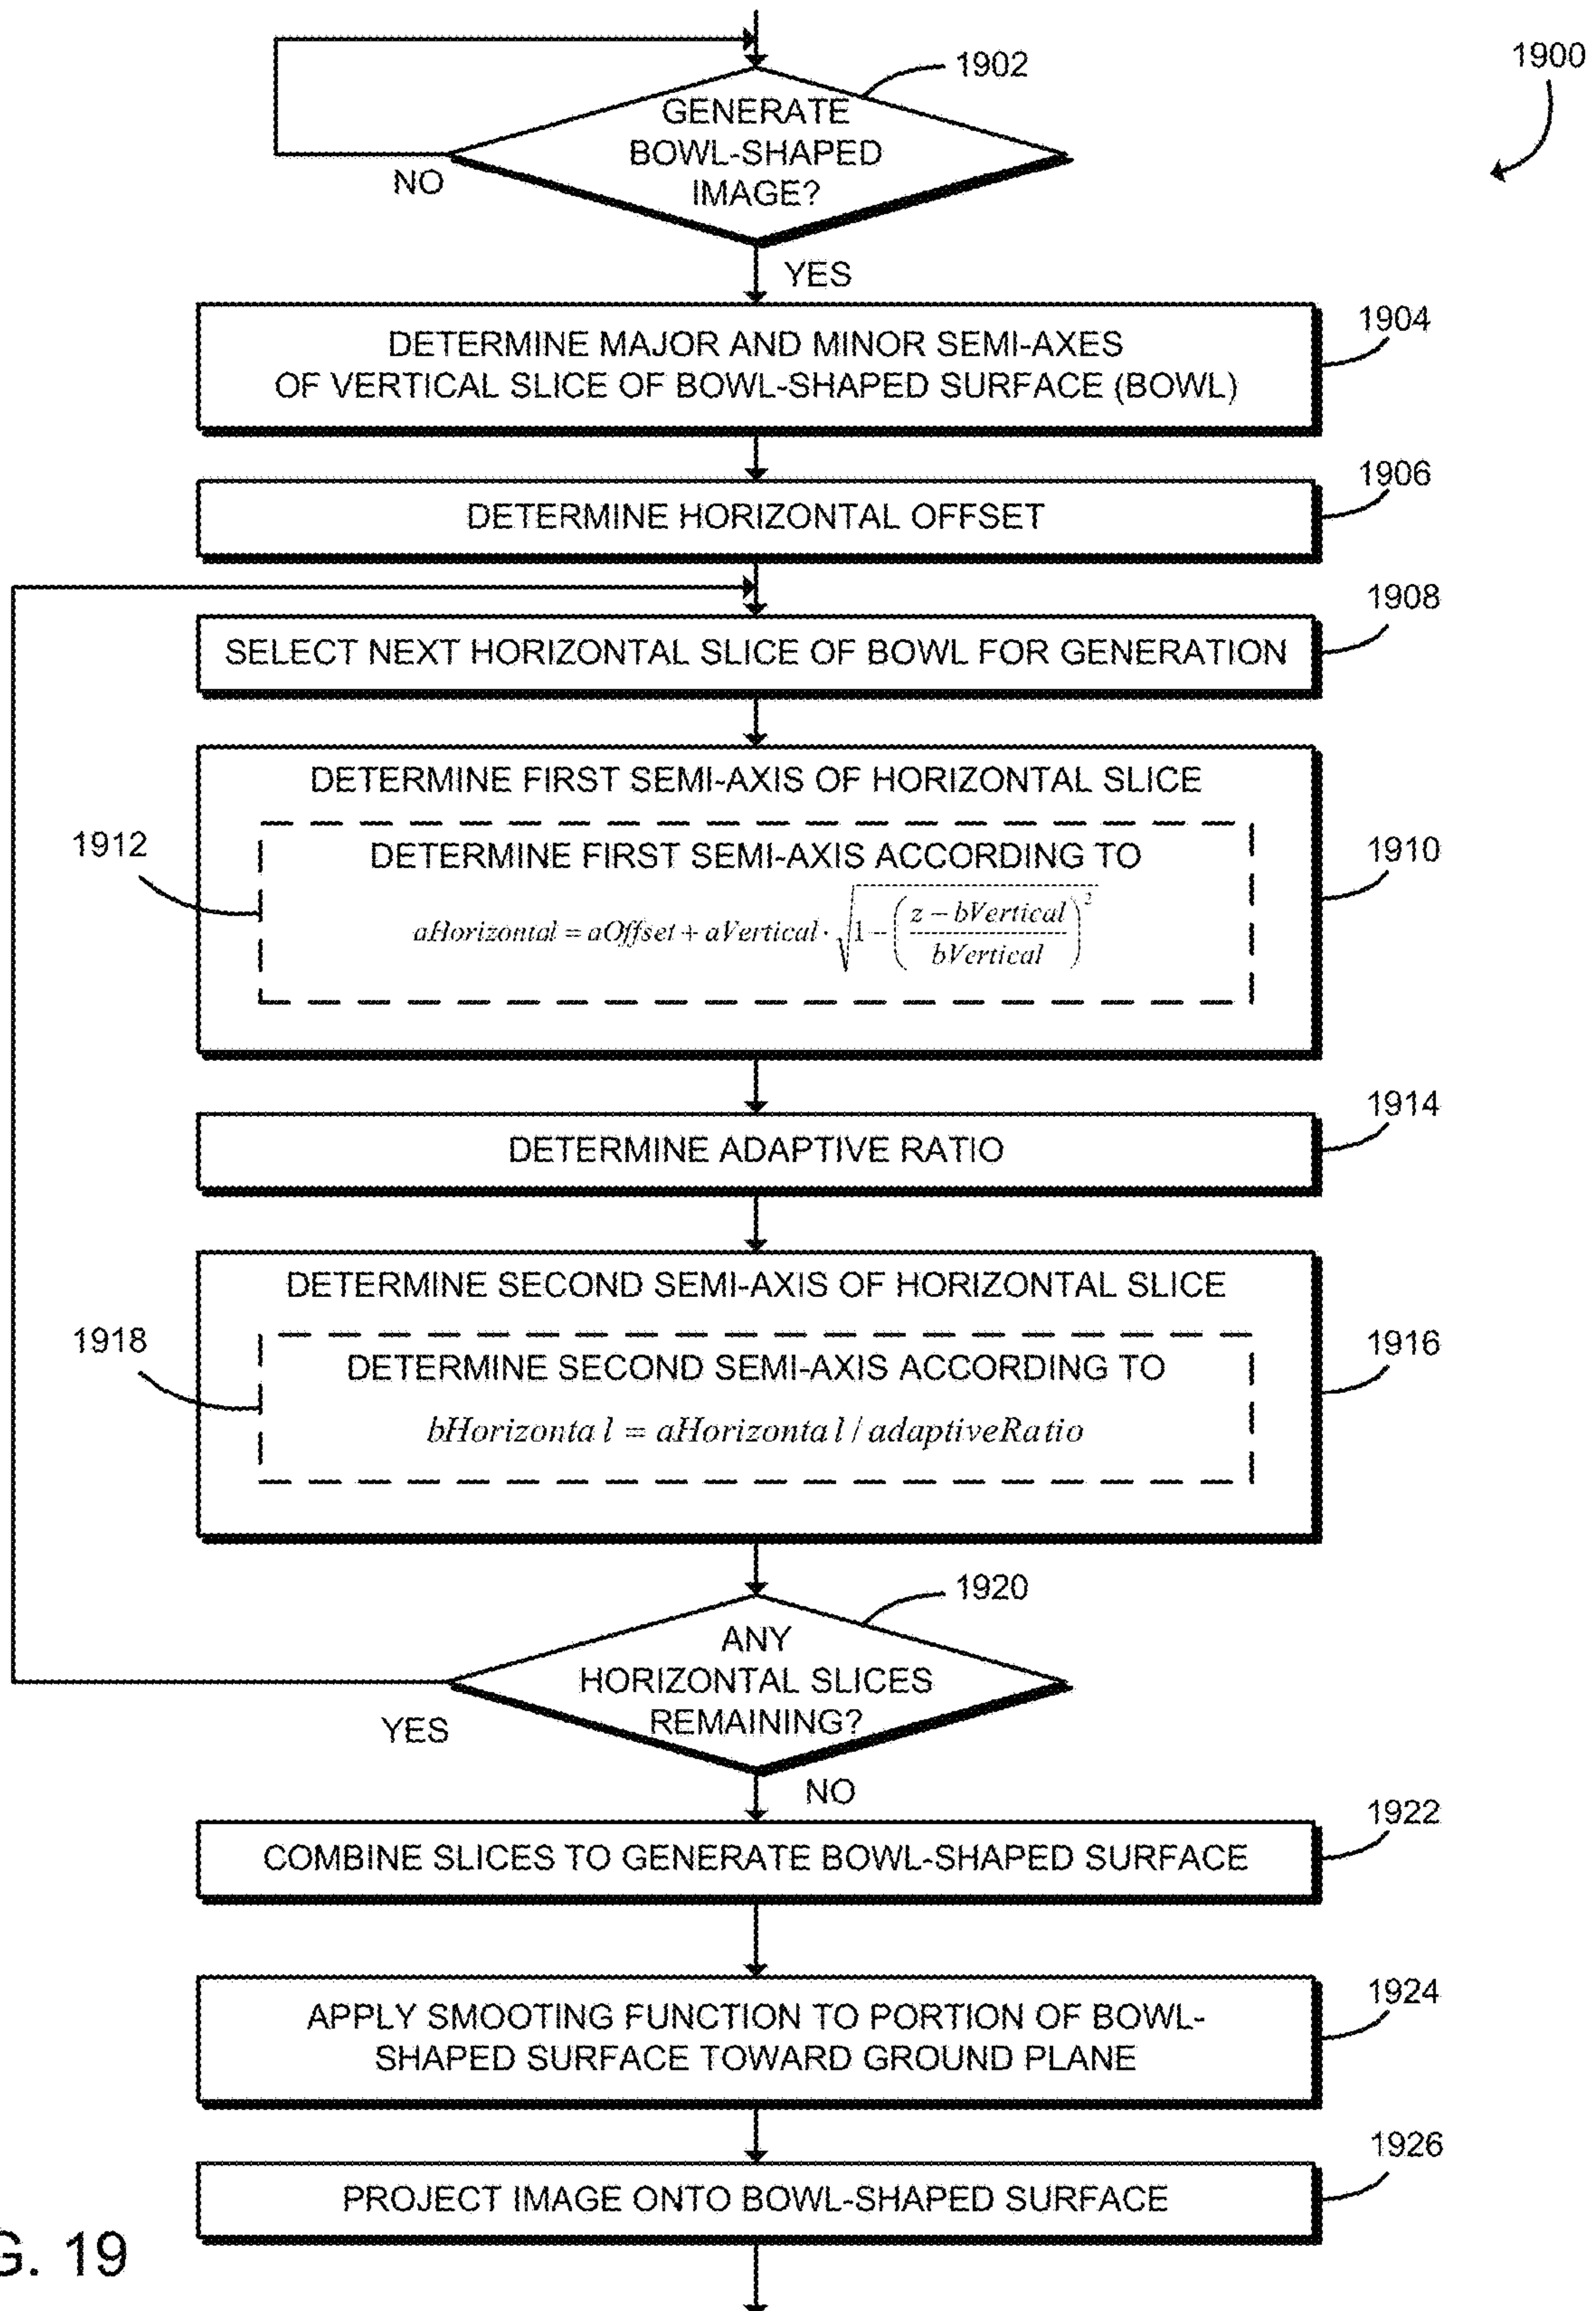 1902
1900
GENERATE
BOWL-SHAPED
IMAGE?
NO
YES
1904
DETERMINE MAJOR AND MINOR SEMI-AXES
OF VERTICAL SLICE OF BOWL-SHAPED SURFACE (BOWL)
1906
DETERMINE HORIZONTAL OFFSET
1908
SELECT NEXT HORIZONTAL SLICE OF BOWL FOR GENERATION
DETERMINE FIRST SEMI-AXIS OF HORIZONTAL SLICE
1912
1910
DETERMINE FIRST SEMI-AXIS ACCORDING TO
aHorizontal = aOffset + aVertical · √(1 − ((z − bVertical) / bVertical)²)
1914
DETERMINE ADAPTIVE RATIO
DETERMINE SECOND SEMI-AXIS OF HORIZONTAL SLICE
1918
1916
DETERMINE SECOND SEMI-AXIS ACCORDING TO
bHorizonta l = aHorizonta l / adaptiveRatio
1920
ANY
HORIZONTAL SLICES
REMAINING?
YES
NO
1922
COMBINE SLICES TO GENERATE BOWL-SHAPED SURFACE
1924
APPLY SMOOTING FUNCTION TO PORTION OF BOWL-
SHAPED SURFACE TOWARD GROUND PLANE
1926
PROJECT IMAGE ONTO BOWL-SHAPED SURFACE
G. 19